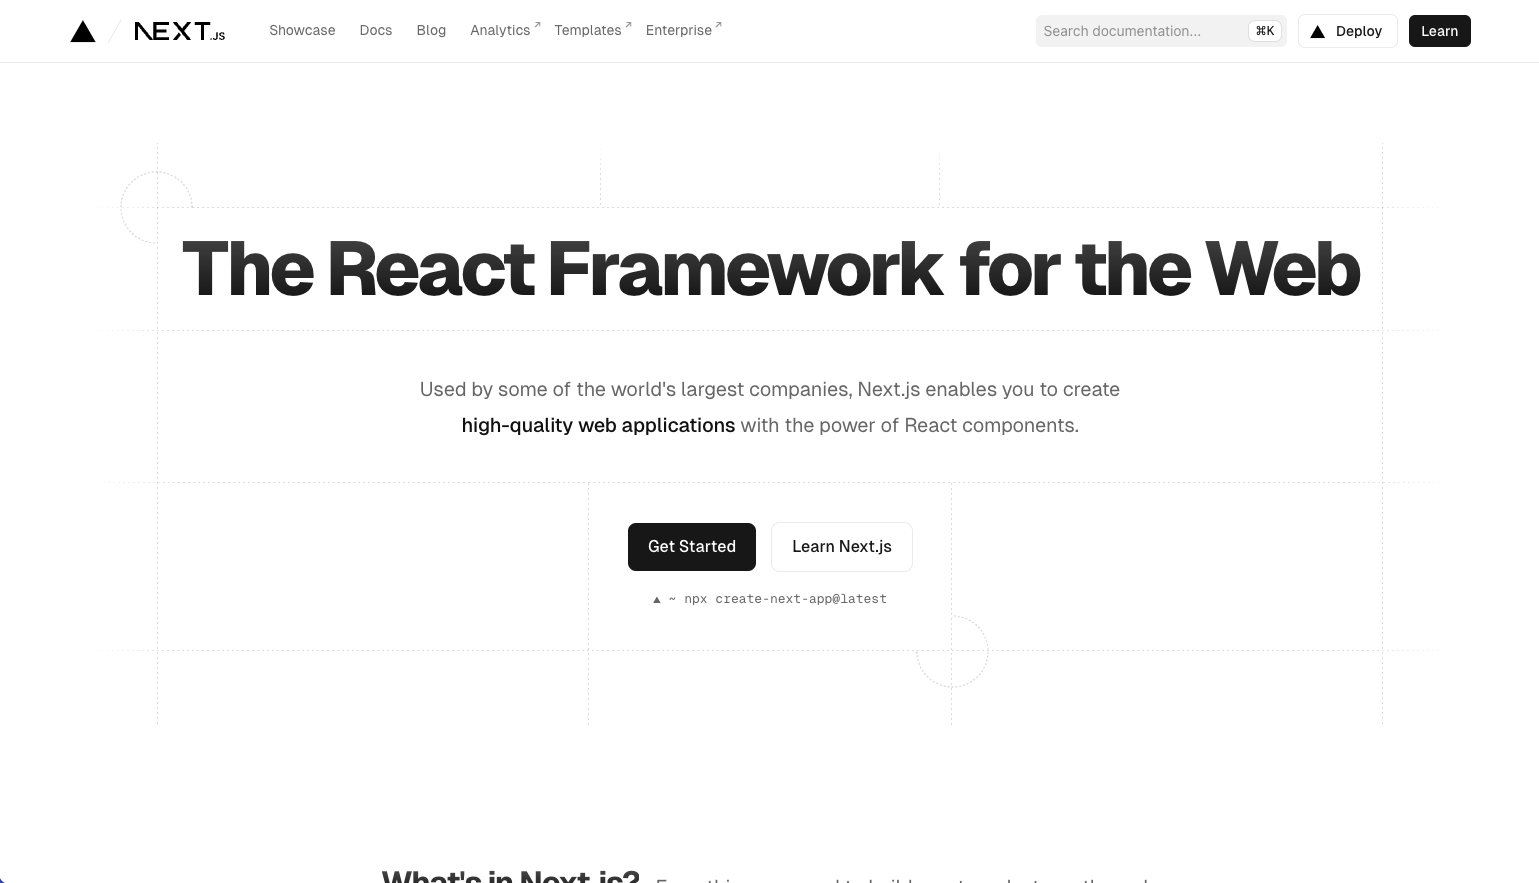 NEXT.JS
Showcase
Docs
Blog
Analytics
Templates
Enterprise
Search documentation...
⌘K
Deploy
Learn
The React Framework for the Web
Used by some of the world's largest companies, Next.js enables you to create
high-quality web applications with the power of React components.
Get Started
Learn Next.js
▲ ~ npx create-next-app@latest
What's in Next.js?